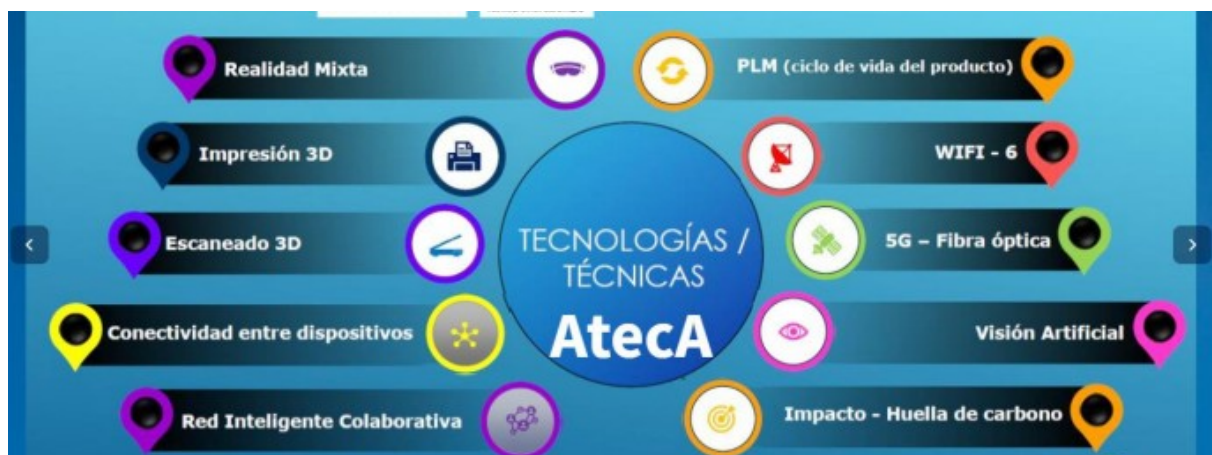 Realidad Mixta
Impresión 3D
Escaneado 3D
Conectividad entre dispositivos
Red Inteligente Colaborativa
TECNOLOGÍAS /
TÉCNICAS
AtecA
PLM (ciclo de vida del producto)
WIFI - 6
5G – Fibra óptica
Visión Artificial
Impacto - Huella de carbono